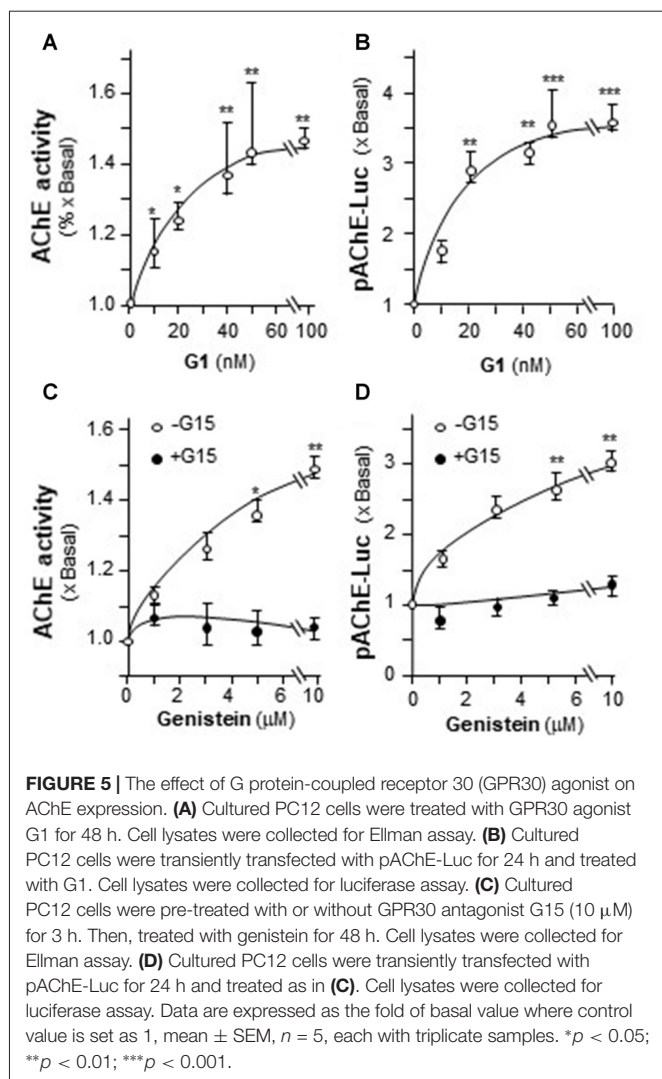 A
B
1.6
1.4
1.2
1.0
AChE activity
(% x Basal)
*
*
**
**
**
0
20
40
100
G1 (nM)
4
3
2
1
pAChE-Luc (x Basal)
**
**
***
***
0
20
40
60
100
G1 (nM)
C
D
1.6
1.4
1.2
1.0
AChE activity
(x Basal)
-G15
+G15
*
**
0
2
4
6
10
Genistein (μM)
3
2
1
0
pAChE-Luc (x Basal)
-G15
+G15
**
**
0
2
4
6
10
Genistein (μM)
FIGURE 5 | The effect of G protein-coupled receptor 30 (GPR30) agonist on
AChE expression. (A) Cultured PC12 cells were treated with GPR30 agonist
G1 for 48 h. Cell lysates were collected for Ellman assay. (B) Cultured
PC12 cells were transiently transfected with pAChE-Luc for 24 h and treated
with G1. Cell lysates were collected for luciferase assay. (C) Cultured
PC12 cells were pre-treated with or without GPR30 antagonist G15 (10 μM)
for 3 h. Then, treated with genistein for 48 h. Cell lysates were collected for
Ellman assay. (D) Cultured PC12 cells were transiently transfected with
pAChE-Luc for 24 h and treated as in (C). Cell lysates were collected for
luciferase assay. Data are expressed as the fold of basal value where control
value is set as 1, mean ± SEM, n = 5, each with triplicate samples. *p < 0.05;
**p < 0.01; ***p < 0.001.